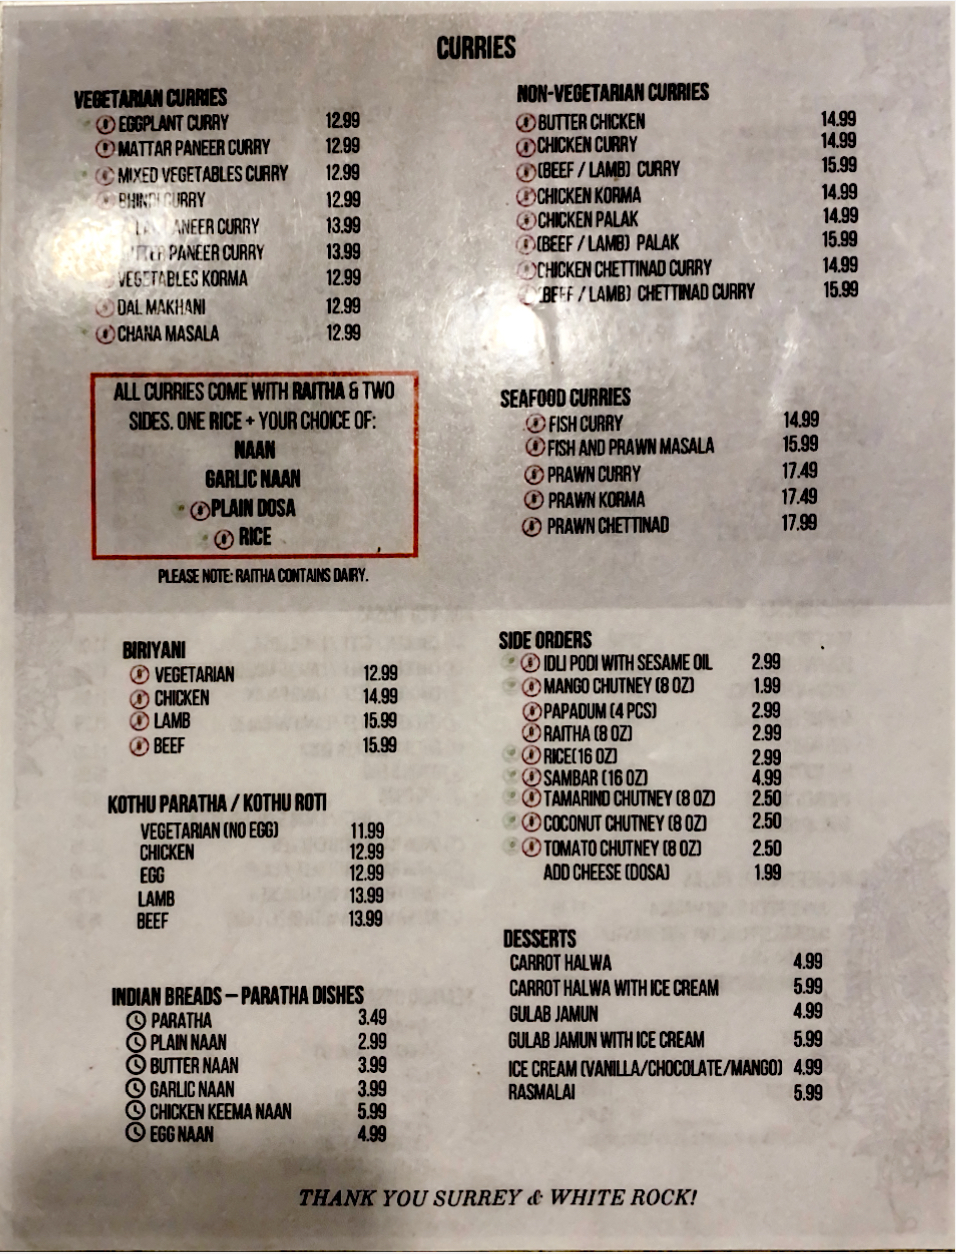 CURRIES
VEGETARIAN CURRIES
EGGPLANT CURRY 12.99
MATTAR PANEER CURRY 12.99
MIXED VEGETABLES CURRY 12.99
BHINDI CURRY 12.99
PANEER CURRY 13.99
PANEER CURRY 13.99
VEGETABLES KORMA 12.99
DAL MAKHANI 12.99
CHANA MASALA 12.99
ALL CURRIES COME WITH RAITHA & TWO
SIDES. ONE RICE + YOUR CHOICE OF:
NAAN
GARLIC NAAN
PLAIN DOSA
RICE
PLEASE NOTE: RAITHA CONTAINS DAIRY.
NON-VEGETARIAN CURRIES
BUTTER CHICKEN 14.99
CHICKEN CURRY 14.99
(BEEF / LAMB) CURRY 15.99
CHICKEN KORMA 14.99
CHICKEN PALAK 14.99
(BEEF / LAMB) PALAK 15.99
CHICKEN CHETTINAD CURRY 14.99
(BEEF / LAMB) CHETTINAD CURRY 15.99
SEAFOOD CURRIES
FISH CURRY 14.99
FISH AND PRAWN MASALA 15.99
PRAWN CURRY 17.49
PRAWN KORMA 17.49
PRAWN CHETTINAD 17.99
BIRIYANI
VEGETARIAN 12.99
CHICKEN 14.99
LAMB 15.99
BEEF 15.99
KOTHU PARATHA / KOTHU ROTI
VEGETARIAN (NO EGG) 11.99
CHICKEN 12.99
EGG 12.99
LAMB 13.99
BEEF 13.99
INDIAN BREADS – PARATHA DISHES
PARATHA 3.49
PLAIN NAAN 2.99
BUTTER NAAN 3.99
GARLIC NAAN 3.99
CHICKEN KEEMA NAAN 5.99
EGG NAAN 4.99
SIDE ORDERS
IDLI PODI WITH SESAME OIL 2.99
MANGO CHUTNEY (8 OZ) 1.99
PAPADUM (4 PCS) 2.99
RAITHA (8 OZ) 2.99
RICE(16 OZ) 2.99
SAMBAR (16 OZ) 4.99
TAMARIND CHUTNEY (8 OZ) 2.50
COCONUT CHUTNEY (8 OZ) 2.50
TOMATO CHUTNEY (8 OZ) 2.50
ADD CHEESE (DOSA) 1.99
DESSERTS
CARROT HALWA 4.99
CARROT HALWA WITH ICE CREAM 5.99
GULAB JAMUN 4.99
GULAB JAMUN WITH ICE CREAM 5.99
ICE CREAM (VANILLA/CHOCOLATE/MANGO) 4.99
RASMALAI 5.99
THANK YOU SURREY & WHITE ROCK!